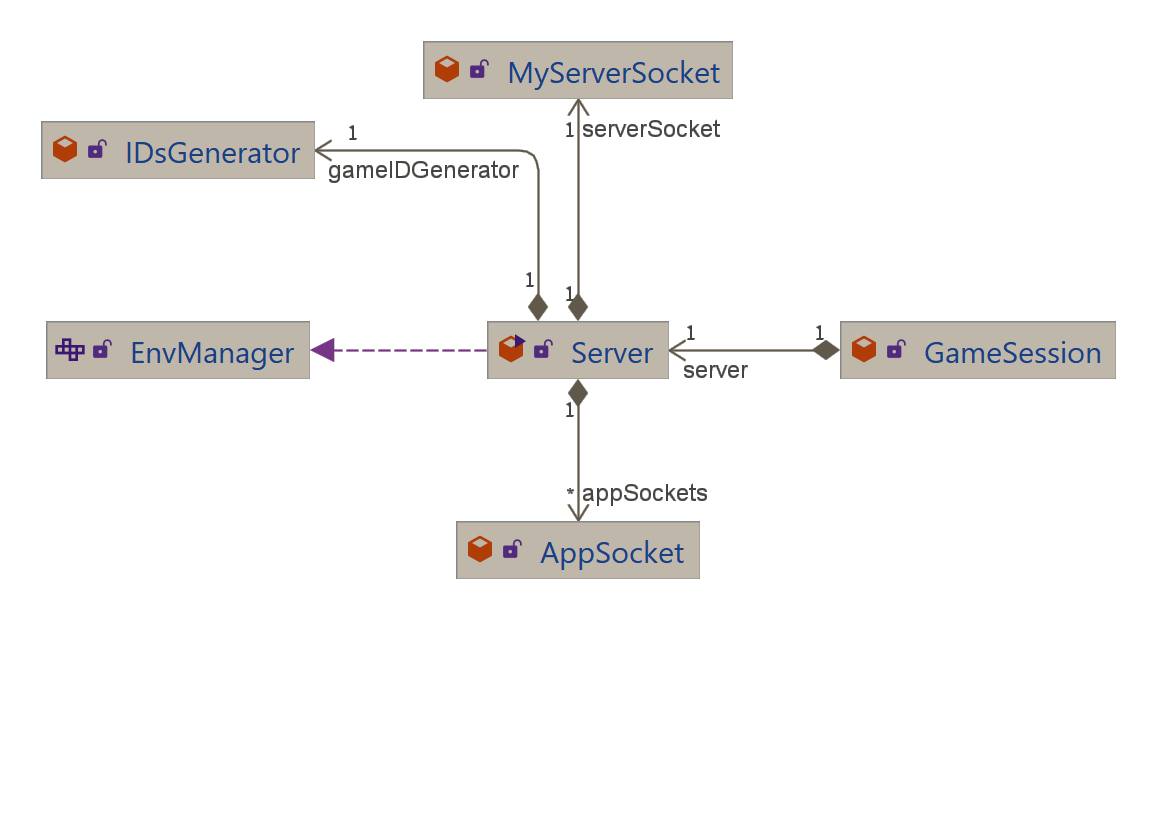 MyServerSocket
1 serverSocket
IDsGenerator
1
gameIDGenerator
1
1
EnvManager
Server
1
server
1
GameSession
1
* appSockets
AppSocket